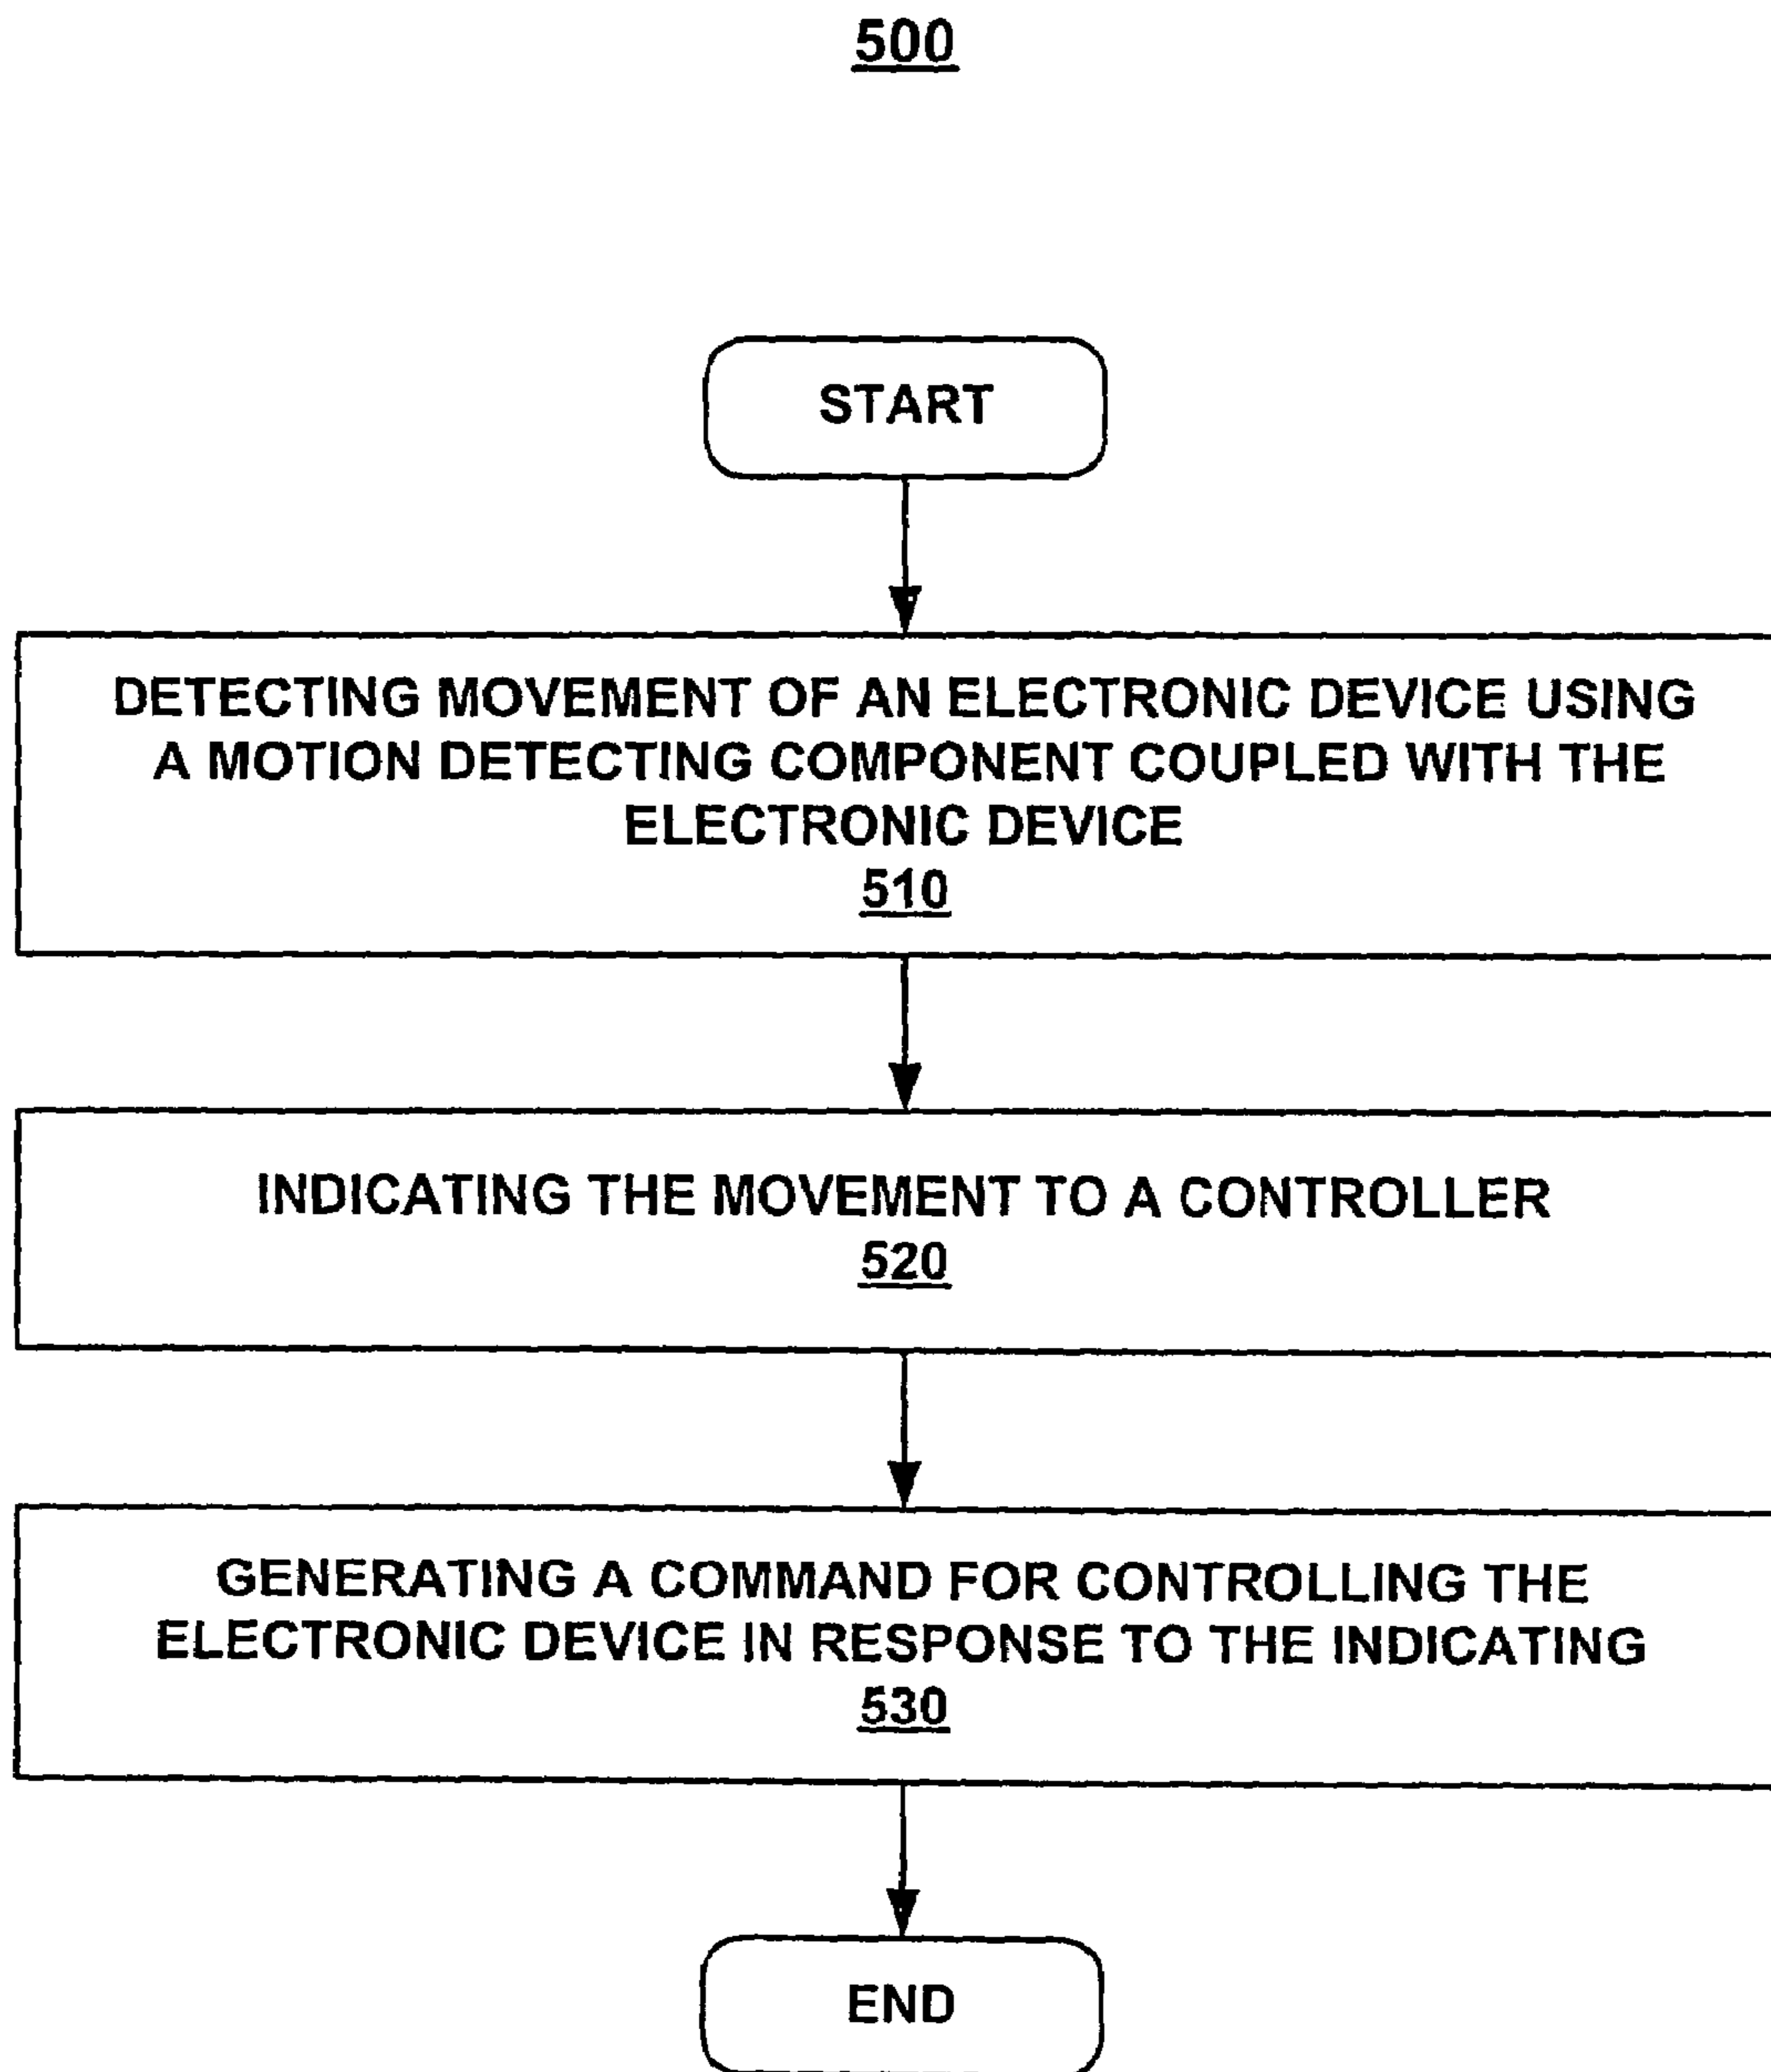 500
START
DETECTING MOVEMENT OF AN ELECTRONIC DEVICE USING
A MOTION DETECTING COMPONENT COUPLED WITH THE
ELECTRONIC DEVICE
510
INDICATING THE MOVEMENT TO A CONTROLLER
520
GENERATING A COMMAND FOR CONTROLLING THE
ELECTRONIC DEVICE IN RESPONSE TO THE INDICATING
530
END